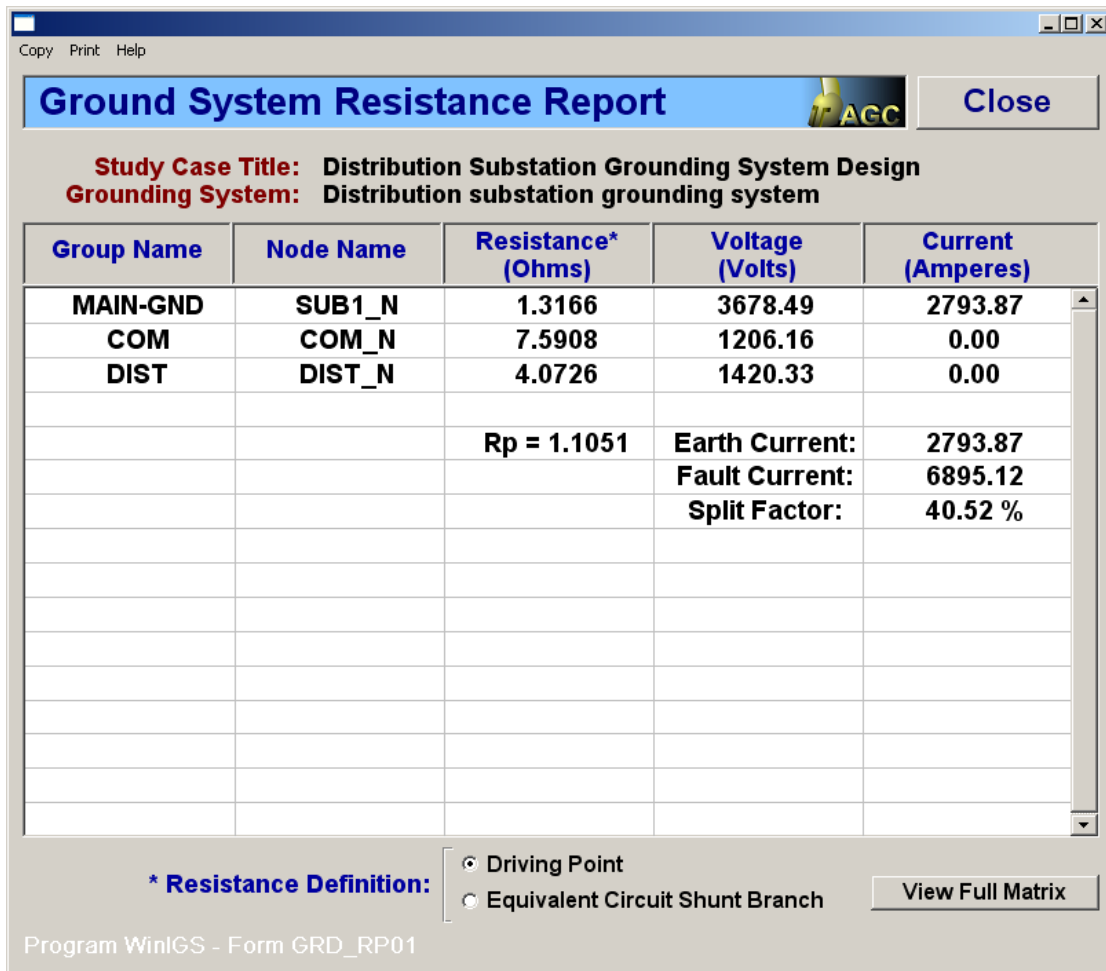 Copy Print Help
Ground System Resistance Report
AGC
Close
Study Case Title: Distribution Substation Grounding System Design
Grounding System: Distribution substation grounding system
Group Name Node Name Resistance* (Ohms) Voltage (Volts) Current (Amperes)
MAIN-GND SUB1_N 1.3166 3678.49 2793.87
COM COM_N 7.5908 1206.16 0.00
DIST DIST_N 4.0726 1420.33 0.00
Rp = 1.1051 Earth Current: 2793.87
Fault Current: 6895.12
Split Factor: 40.52 %
* Resistance Definition:
Driving Point
Equivalent Circuit Shunt Branch
View Full Matrix
Program WinIGS - Form GRD_RP01